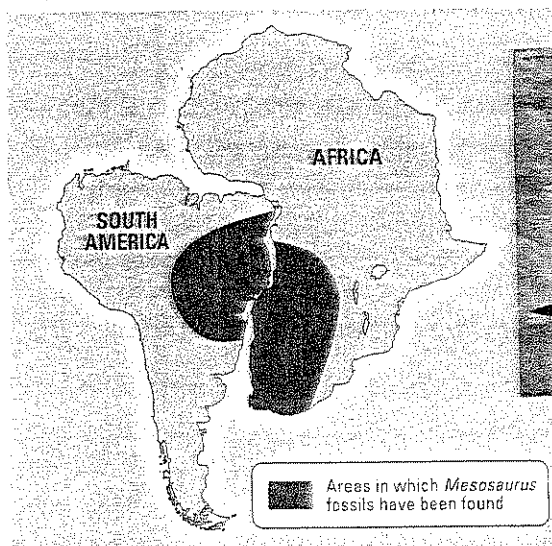 AFRICA
SOUTH
AMERICA
Areas in which Mesosaurus
fossils have been found